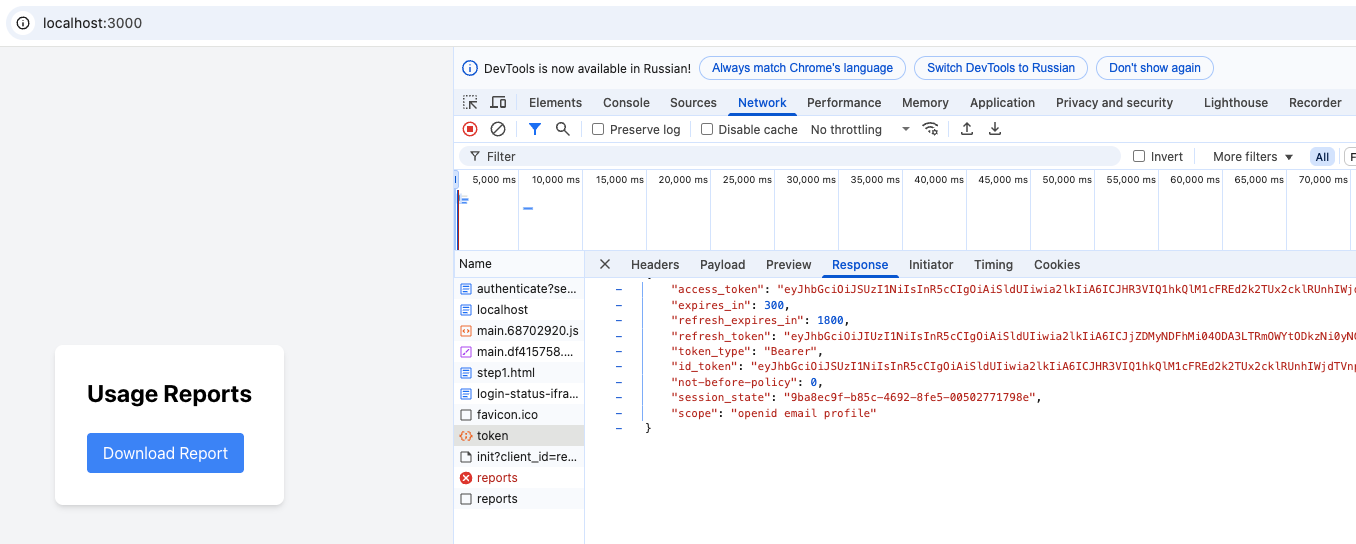 localhost:3000
DevTools is now available in Russian! Always match Chrome's language Switch DevTools to Russian Don't show again
Elements Console Sources Network Performance Memory Application Privacy and security Lighthouse Recorder
Preserve log Disable cache No throttling
Filter Invert More filters All
5,000 ms 10,000 ms 15,000 ms 20,000 ms 25,000 ms 30,000 ms 35,000 ms 40,000 ms 45,000 ms 50,000 ms 55,000 ms 60,000 ms 65,000 ms 70,000 ms
Name
Headers Payload Preview Response Initiator Timing Cookies
authenticate?se...
localhost
main.68702920.js
main.df415758....
step1.html
login-status-ifra...
favicon.ico
token
init?client_id=re...
reports
reports
"access_token":
"expires_in": 300,
"refresh_expires_in": 1800,
"refresh_token":
"token_type": "Bearer",
"id_token":
"not-before-policy": 0,
"session_state": "9ba8ec9f-b85c-4692-8fe5-00502771798e",
"scope": "openid email profile"
}
Usage Reports
Download Report